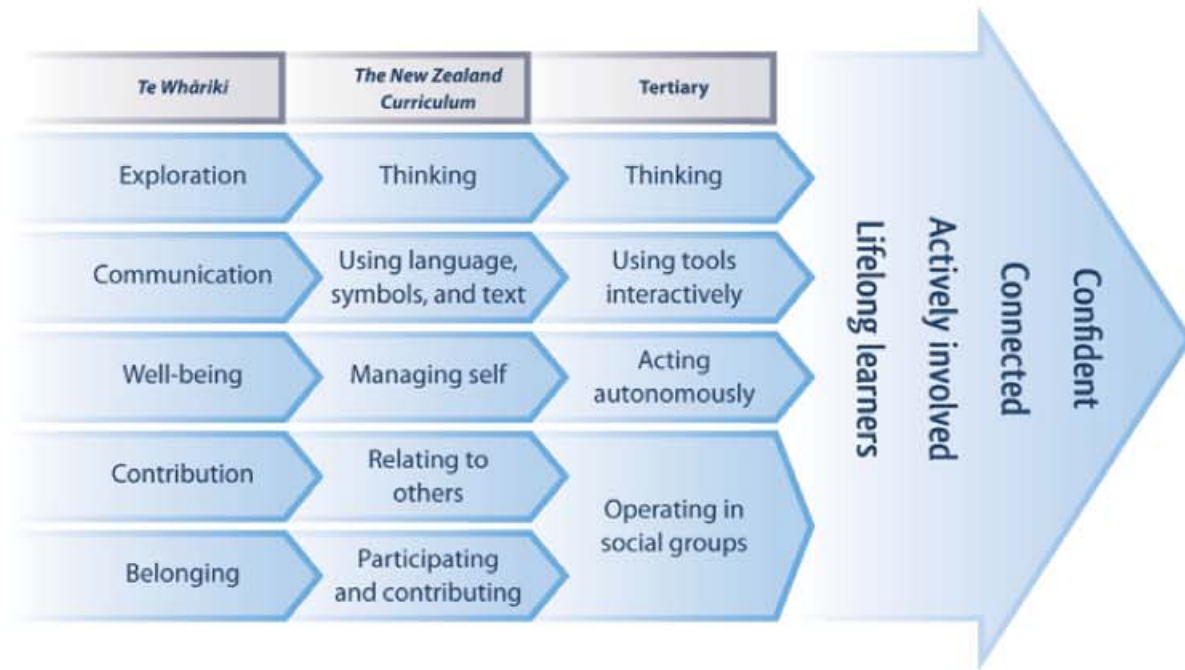 Te Whāriki
The New Zealand
Curriculum
Tertiary
Exploration
Thinking
Thinking
Communication
Using language,
symbols, and text
Using tools
interactively
Well-being
Managing self
Acting
autonomously
Contribution
Relating to
others
Operating in
social groups
Belonging
Participating
and contributing
Lifelong learners
Actively involved
Connected
Confident